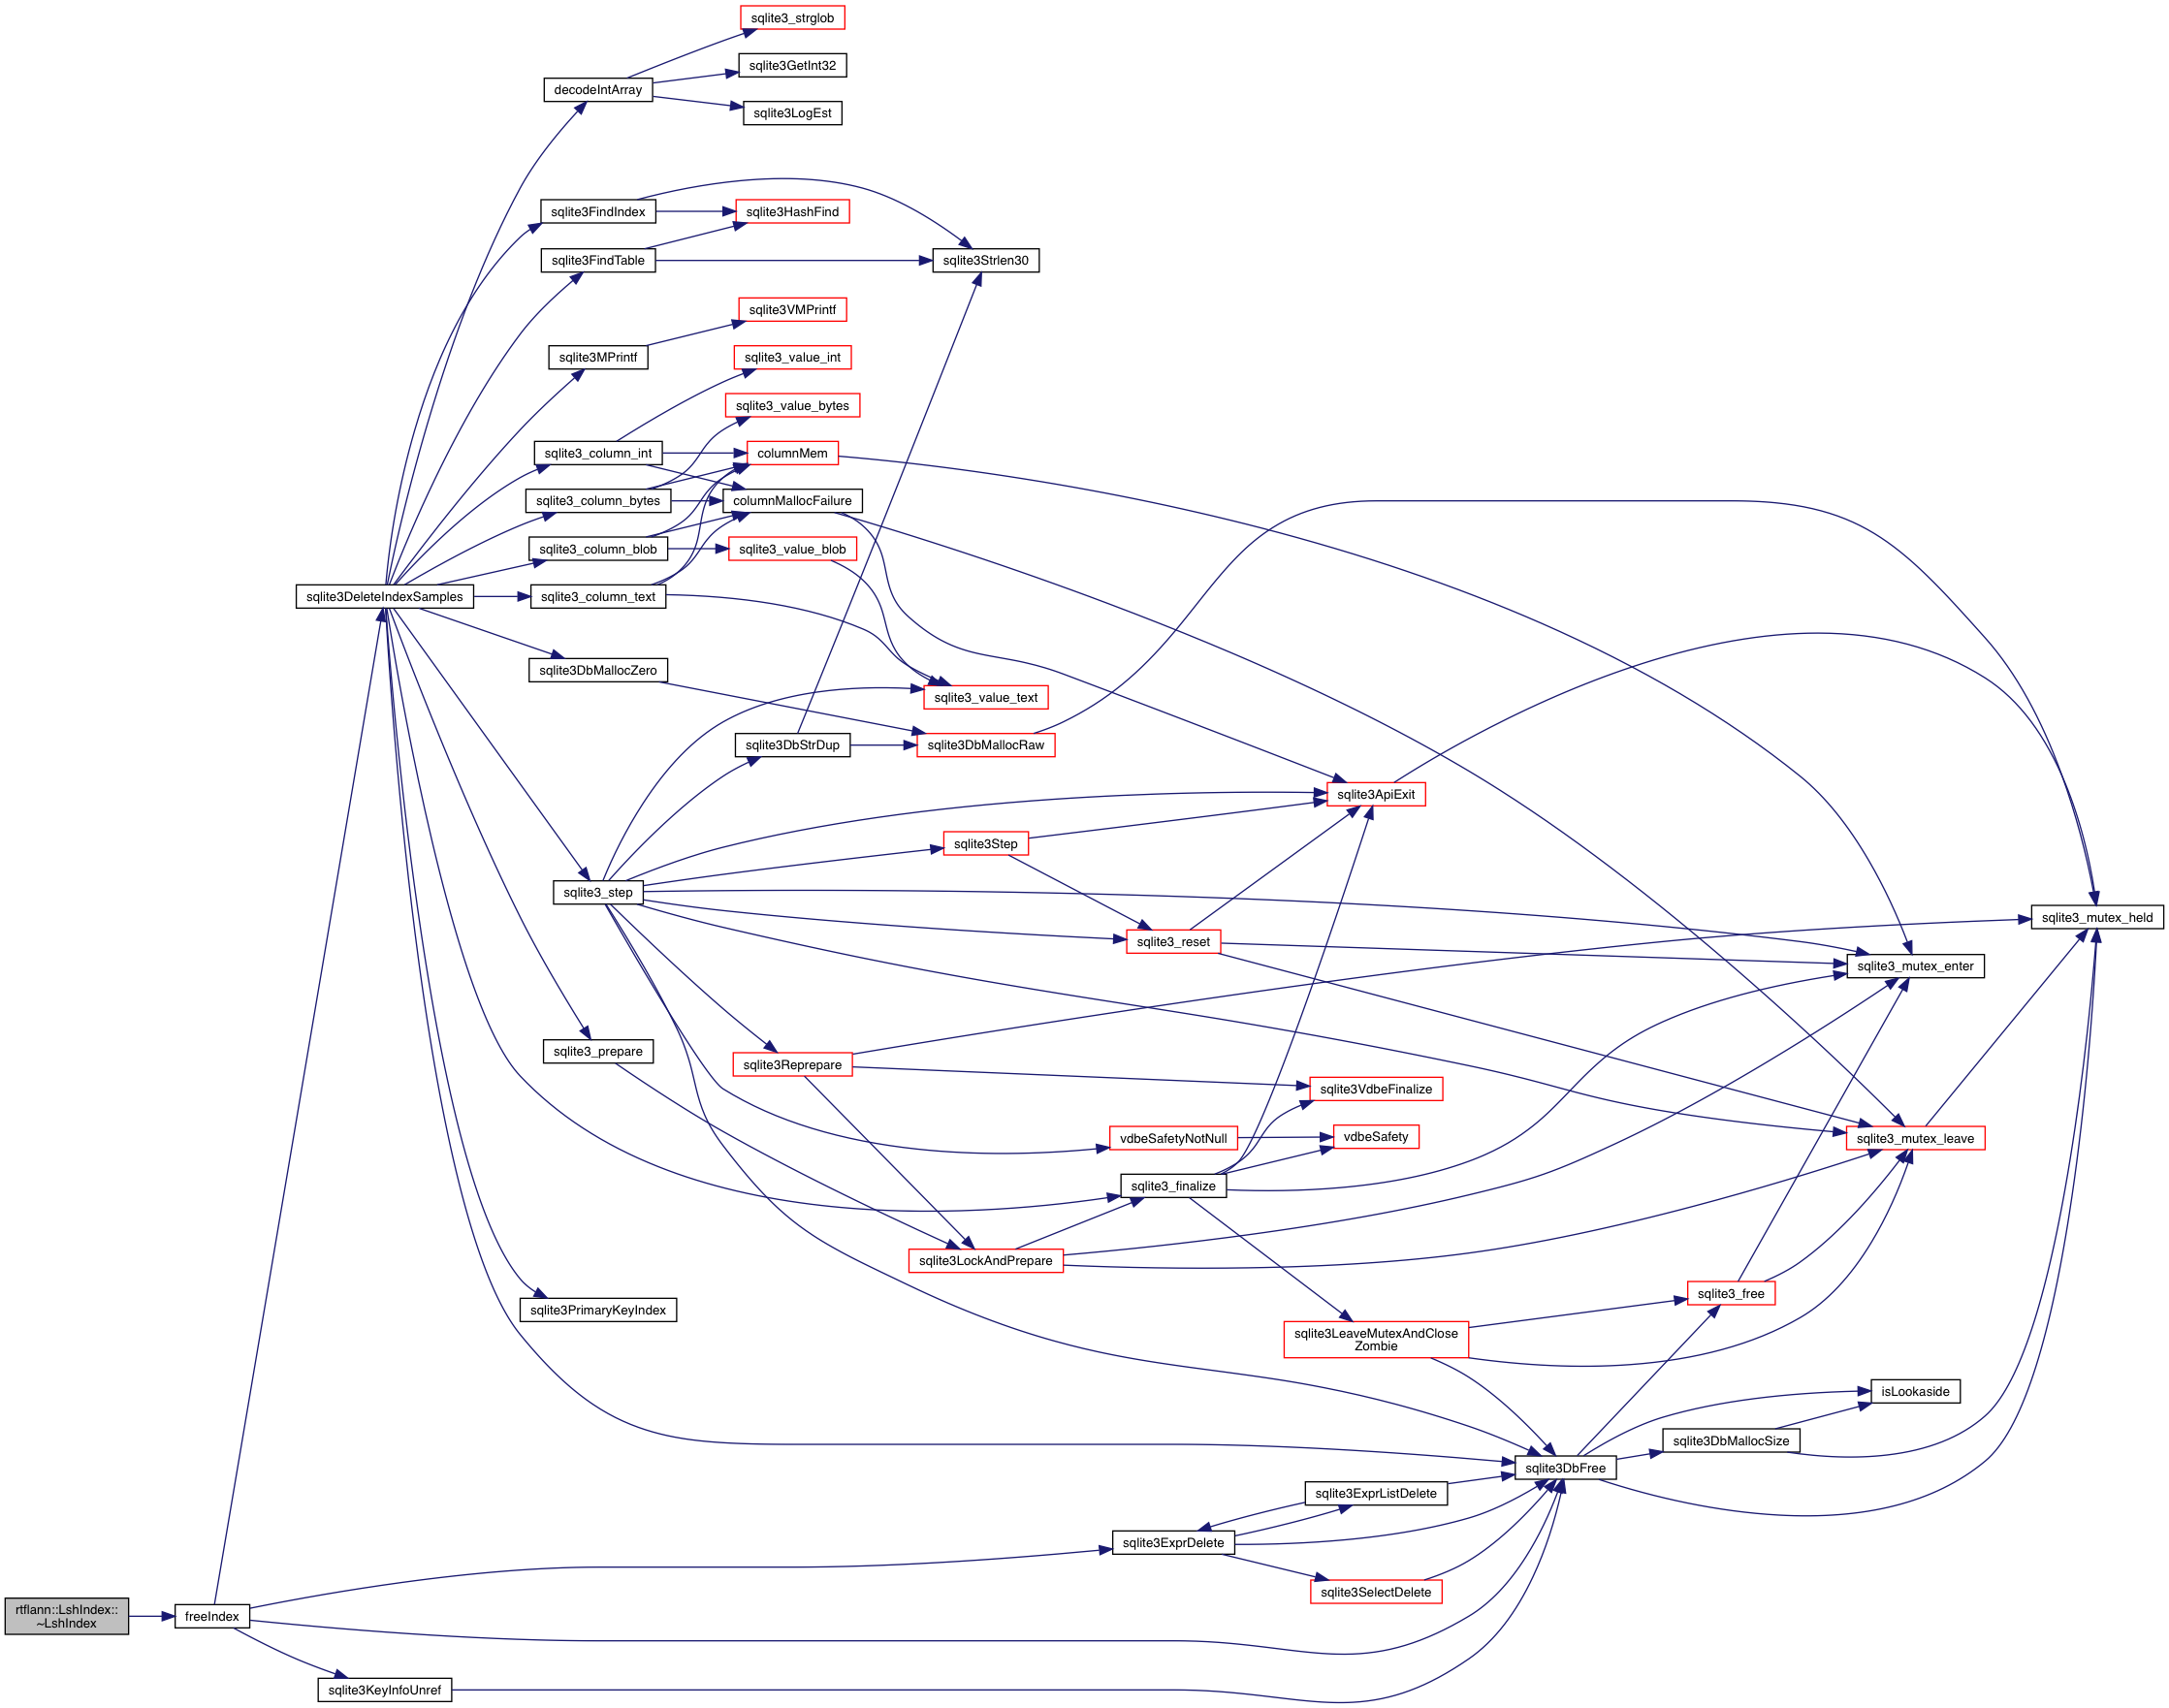 sqlite3_strglob
sqlite3GetInt32
decodeIntArray
sqlite3LogEst
sqlite3FindIndex
sqlite3HashFind
sqlite3FindTable
sqlite3Strlen30
sqlite3VMPrintf
sqlite3MPrintf
sqlite3_value_int
sqlite3_value_bytes
sqlite3_column_int
columnMem
sqlite3_column_bytes
columnMallocFailure
sqlite3_column_blob
sqlite3_value_blob
sqlite3DeleteIndexSamples
sqlite3_column_text
sqlite3DbMallocZero
sqlite3_value_text
sqlite3DbStrDup
sqlite3DbMallocRaw
sqlite3ApiExit
sqlite3Step
sqlite3_step
sqlite3_mutex_held
sqlite3_reset
sqlite3_mutex_enter
sqlite3_prepare
sqlite3Reprepare
sqlite3VdbeFinalize
vdbeSafetyNotNull
vdbeSafety
sqlite3_mutex_leave
sqlite3_finalize
sqlite3LockAndPrepare
sqlite3_free
sqlite3PrimaryKeyIndex
sqlite3LeaveMutexAndClose
Zombie
isLookaside
sqlite3DbMallocSize
sqlite3DbFree
sqlite3ExprListDelete
sqlite3ExprDelete
sqlite3SelectDelete
rtflann::LshIndex::
~LshIndex
freeIndex
sqlite3KeyInfoUnref